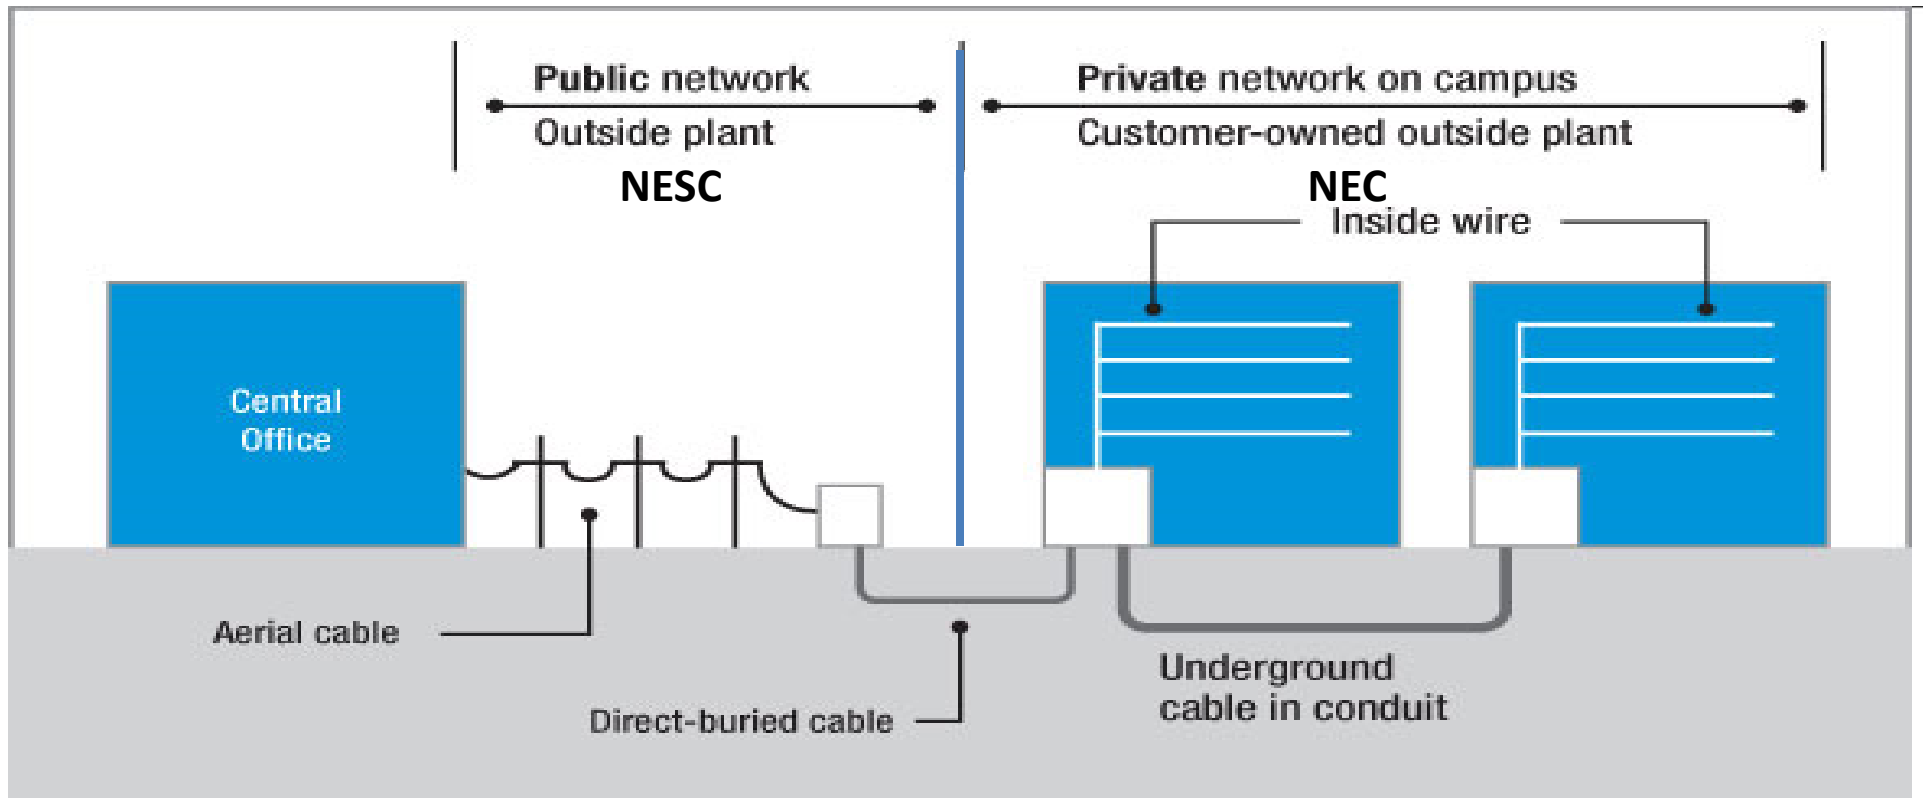 Public network
Outside plant
NESC
Private network on campus
Customer-owned outside plant
NEC
Inside wire
Central
Office
Aerial cable
Direct-buried cable
Underground
cable in conduit